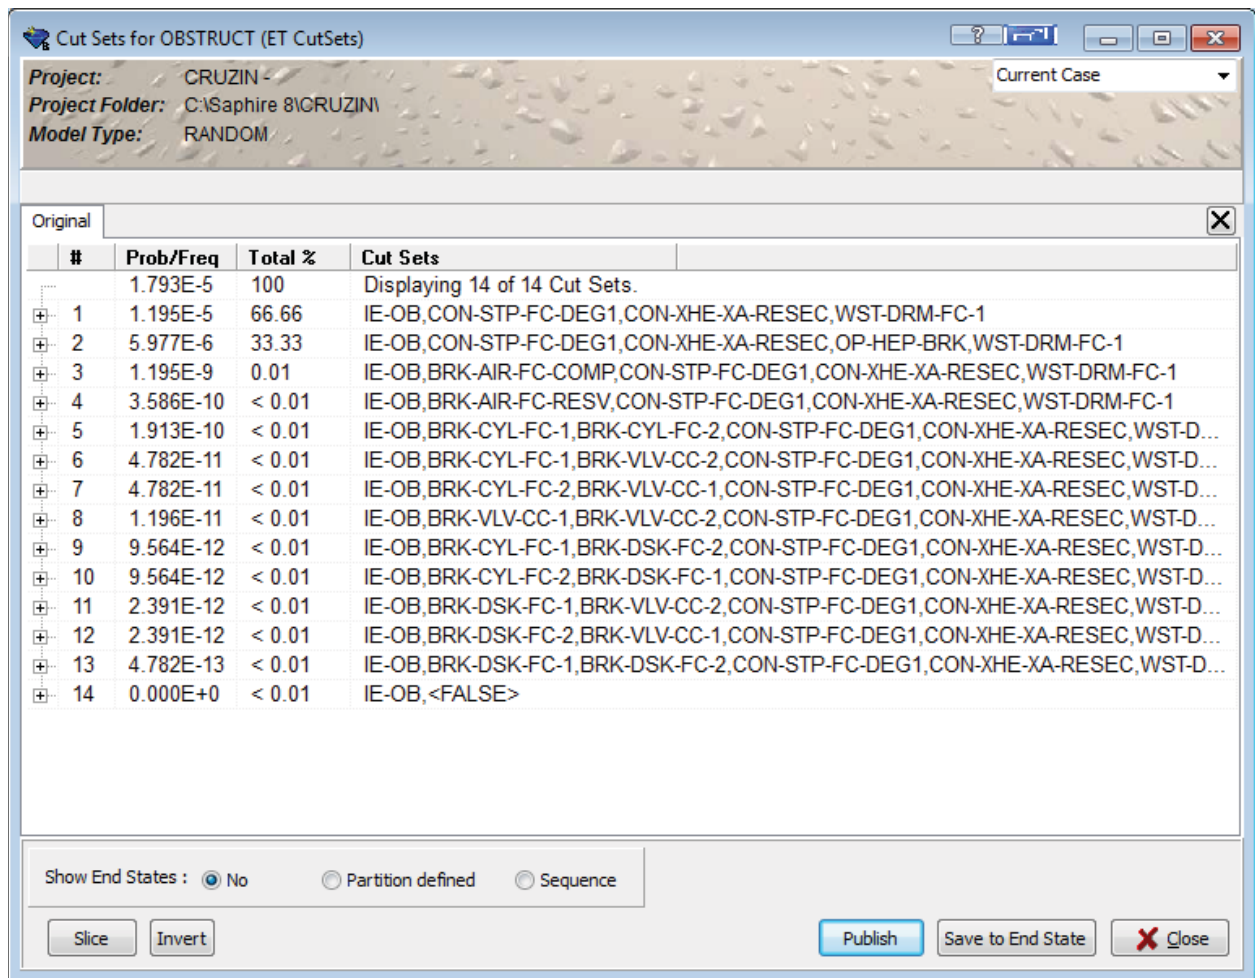 Cut Sets for OBSTRUCT (ET CutSets)
Project: CRUZIN -
Current Case
Project Folder: C:\Saphire 8\CRUZIN\
Model Type: RANDOM
Original
# Prob/Freq Total % Cut Sets
1.793E-5 100 Displaying 14 of 14 Cut Sets.
1 1.195E-5 66.66 IE-OB,CON-STP-FC-DEG1,CON-XHE-XA-RESEC,WST-DRM-FC-1
2 5.977E-6 33.33 IE-OB,CON-STP-FC-DEG1,CON-XHE-XA-RESEC,OP-HEP-BRK,WST-DRM-FC-1
3 1.195E-9 0.01 IE-OB,BRK-AIR-FC-COMP,CON-STP-FC-DEG1,CON-XHE-XA-RESEC,WST-DRM-FC-1
4 3.586E-10 < 0.01 IE-OB,BRK-AIR-FC-RESV,CON-STP-FC-DEG1,CON-XHE-XA-RESEC,WST-DRM-FC-1
5 1.913E-10 < 0.01 IE-OB,BRK-CYL-FC-1,BRK-CYL-FC-2,CON-STP-FC-DEG1,CON-XHE-XA-RESEC,WST-D...
6 4.782E-11 < 0.01 IE-OB,BRK-CYL-FC-1,BRK-VLV-CC-2,CON-STP-FC-DEG1,CON-XHE-XA-RESEC,WST-D...
7 4.782E-11 < 0.01 IE-OB,BRK-CYL-FC-2,BRK-VLV-CC-1,CON-STP-FC-DEG1,CON-XHE-XA-RESEC,WST-D...
8 1.196E-11 < 0.01 IE-OB,BRK-VLV-CC-1,BRK-VLV-CC-2,CON-STP-FC-DEG1,CON-XHE-XA-RESEC,WST-D...
9 9.564E-12 < 0.01 IE-OB,BRK-CYL-FC-1,BRK-DSK-FC-2,CON-STP-FC-DEG1,CON-XHE-XA-RESEC,WST-D...
10 9.564E-12 < 0.01 IE-OB,BRK-CYL-FC-2,BRK-DSK-FC-1,CON-STP-FC-DEG1,CON-XHE-XA-RESEC,WST-D...
11 2.391E-12 < 0.01 IE-OB,BRK-DSK-FC-1,BRK-VLV-CC-2,CON-STP-FC-DEG1,CON-XHE-XA-RESEC,WST-D...
12 2.391E-12 < 0.01 IE-OB,BRK-DSK-FC-2,BRK-VLV-CC-1,CON-STP-FC-DEG1,CON-XHE-XA-RESEC,WST-D...
13 4.782E-13 < 0.01 IE-OB,BRK-DSK-FC-1,BRK-DSK-FC-2,CON-STP-FC-DEG1,CON-XHE-XA-RESEC,WST-D...
14 0.000E+0 < 0.01 IE-OB,<FALSE>
Show End States : No Partition defined Sequence
Slice Invert Publish Save to End State Close